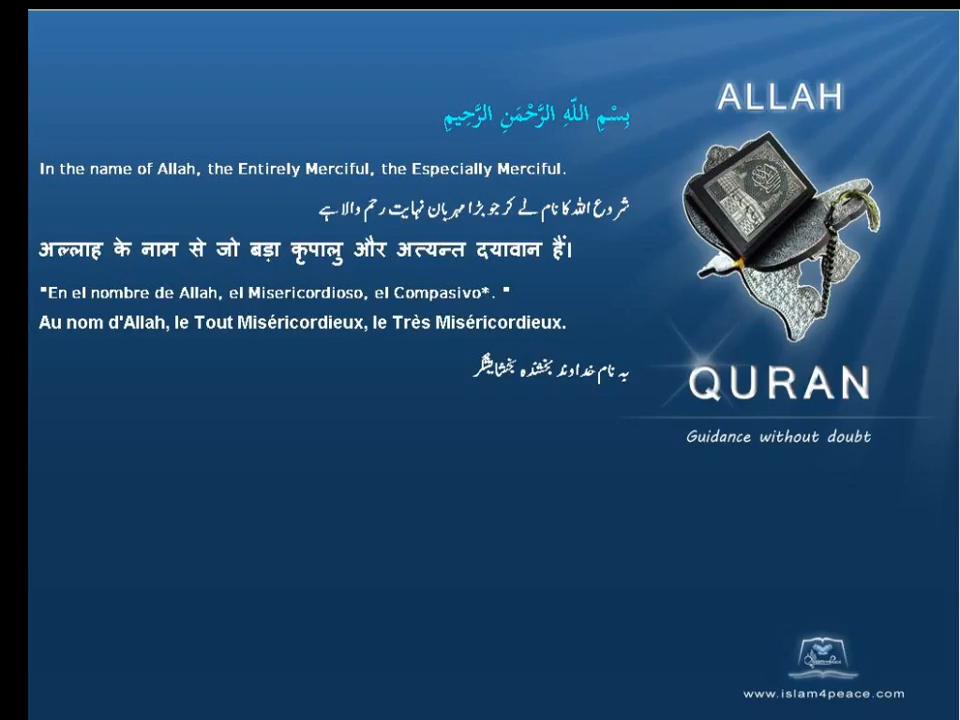 بِسْمِ اللَّهِ الرَّحْمَنِ الرَّحِيمِ
In the name of Allah, the Entirely Merciful, the Especially Merciful.
شروع الله کا نام لے کر جو بڑا مہربان نہایت رحم والا ہے
अल्लाह के नाम से जो बड़ा कृपालु और अत्यन्त दयावान हैं।
"En el nombre de Allah, el Misericordioso, el Compasivo*. "
Au nom d'Allah, le Tout Miséricordieux, le Très Miséricordieux.
به نام خداوند بخشنده بخشایشگر
ALLAH
QURAN
Guidance without doubt
www.islam4peace.com